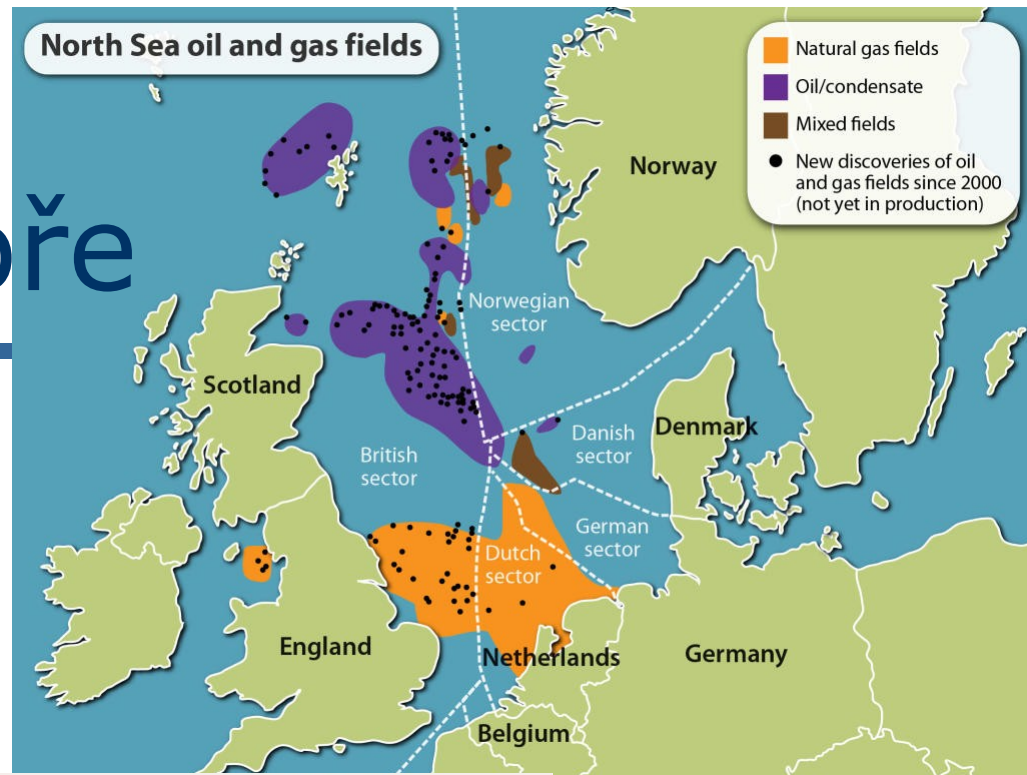 North Sea oil and gas fields
Natural gas fields
Oil/condensate
Mixed fields
New discoveries of oil
and gas fields since 2000
(not yet in production)
Norway
Norwegian
sector
Scotland
British
sector
Danish
sector
Denmark
German
sector
Dutch
sector
England
Netherlands
Germany
Belgium